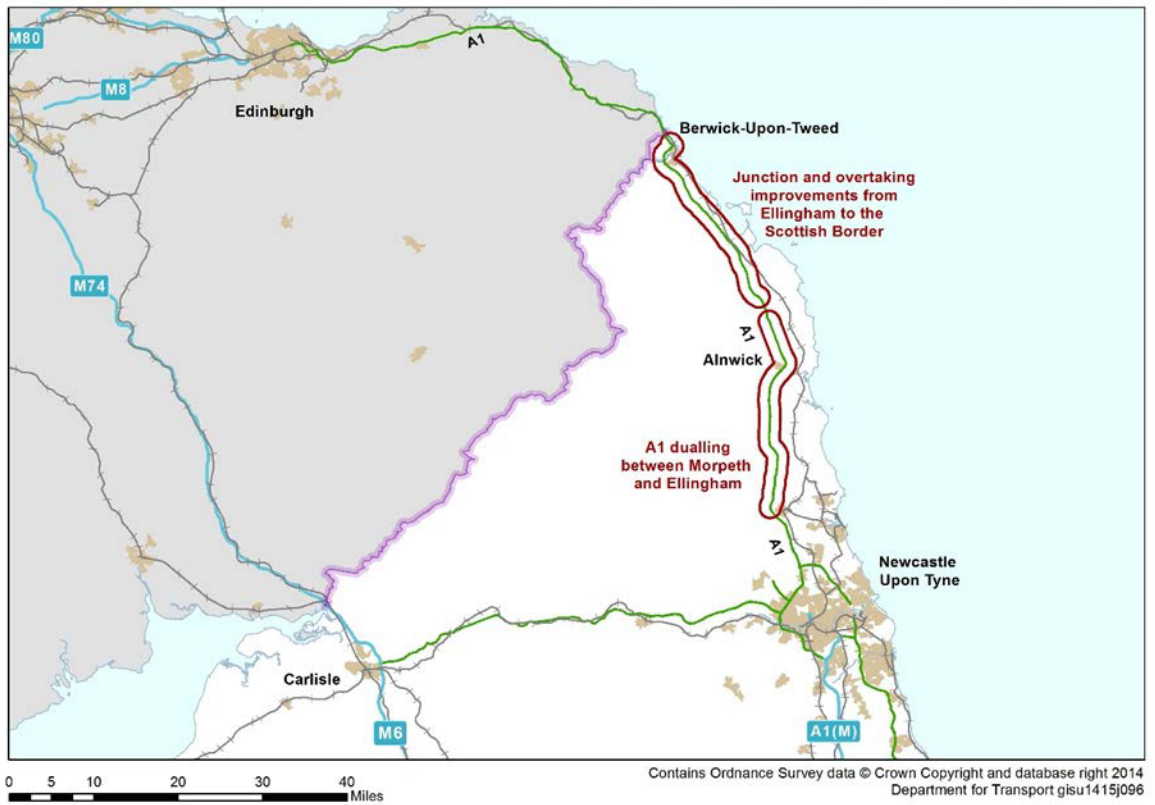 M80
A1
M8
Edinburgh
Berwick-Upon-Tweed
Junction and overtaking
improvements from
Ellingham to the
Scottish Border
M74
A1
Alnwick
A1 dualling
between Morpeth
and Ellingham
A1
Newcastle
Upon Tyne
Carlisle
M6
A1(M)
0 5 10 20 30 40
Miles
Contains Ordnance Survey data © Crown Copyright and database right 2014
Department for Transport gisu1415j096